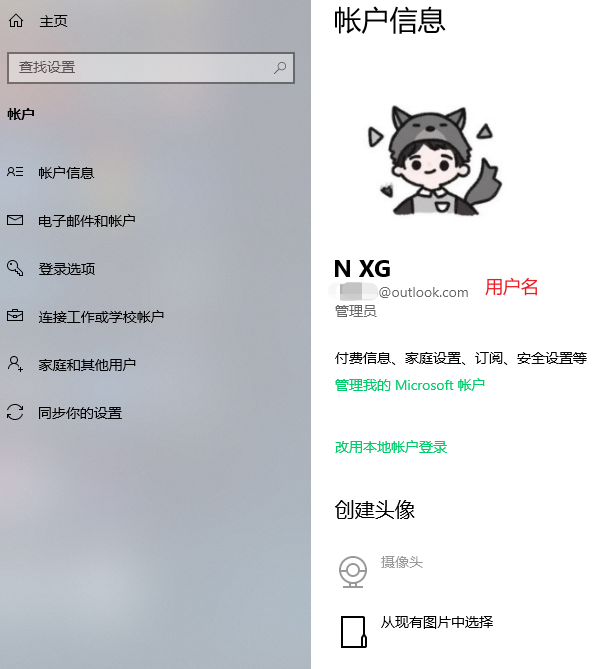 主页
查找设置
帐户
帐户信息
电子邮件和帐户
登录选项
连接工作或学校帐户
家庭和其他用户
同步你的设置
帐户信息
N XG
@outlook.com 用户名
管理员
付费信息、家庭设置、订阅、安全设置等
管理我的 Microsoft 帐户
改用本地帐户登录
创建头像
摄像头
从现有图片中选择